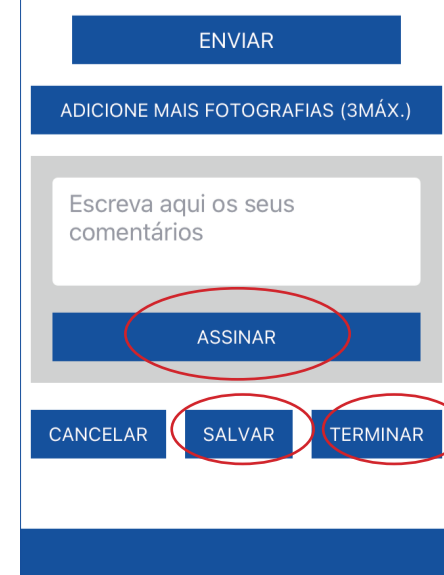 ENVIAR
ADICIONE MAIS FOTOGRAFIAS (3MÁX.)
Escreva aqui os seus
comentários
ASSINAR
CANCELAR SALVAR TERMINAR